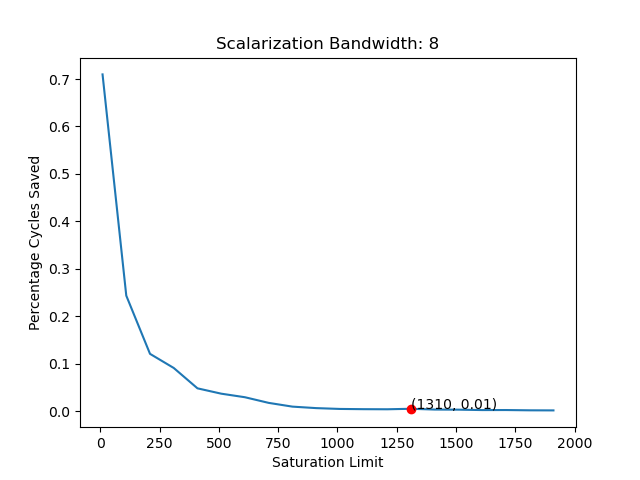 Scalarization Bandwidth: 8
Percentage Cycles Saved
0.7
0.6
0.5
0.4
0.3
0.2
0.1
0.0
(1310, 0.01)
0 250 500 750 1000 1250 1500 1750 2000
Saturation Limit